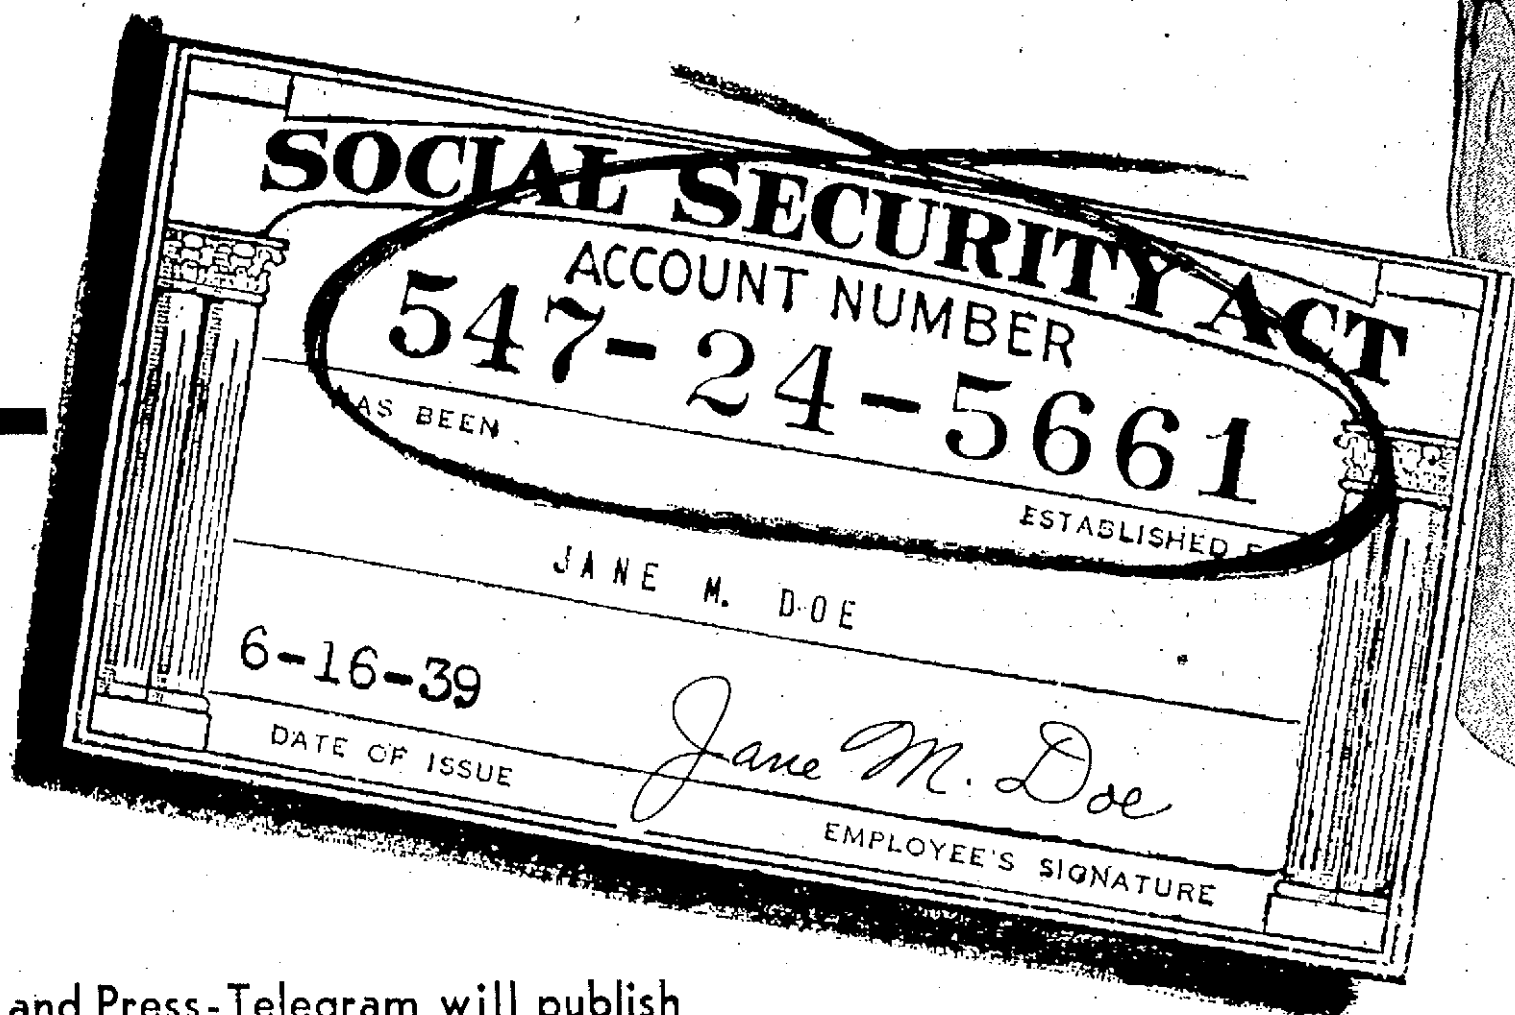 SOCIAL SECURITY ACT
ACCOUNT NUMBER
547-24-5661
AS BEEN
ESTABLISHED
JANE M. DOE
6-16-39
Jane M. Doe
DATE OF ISSUE
EMPLOYEE'S SIGNATURE
and Press-Telegram will publish